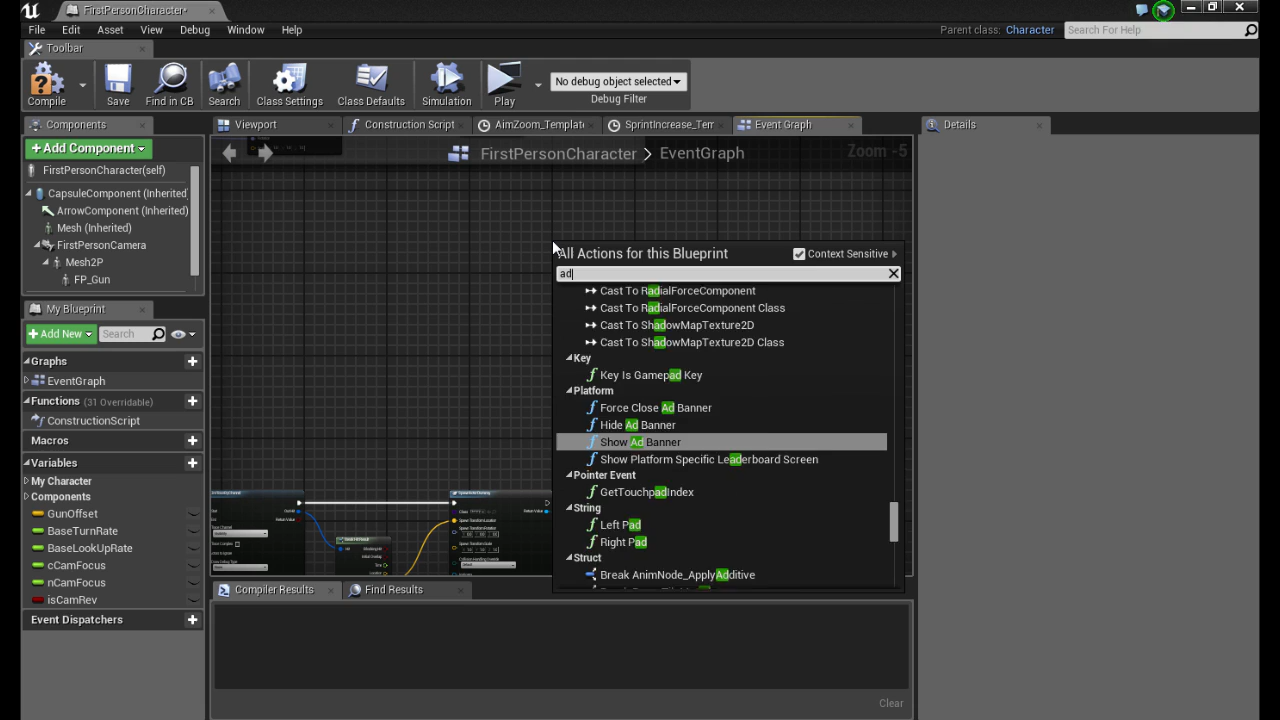 FirstPersonCharacter*
File Edit Asset View Debug Window Help
Parent class: Character
Search For Help
Toolbar
Compile
Save
Find in CB
Search
Class Settings
Class Defaults
Simulation
Play
No debug object selected
Debug Filter
Components
Viewport
Construction Script
AimZoom_Templat
SprintIncrease_Ter
Event Graph
Details
+Add Component
FirstPersonCharacter > EventGraph
Zoom -5
FirstPersonCharacter(self)
CapsuleComponent (Inherited)
ArrowComponent (Inherited)
Mesh (Inherited)
FirstPersonCamera
Mesh2P
FP_Gun
My Blueprint
+Add New
Search
Graphs
EventGraph
Functions (31 Overridable)
ConstructionScript
Macros
Variables
My Character
Components
GunOffset
BaseTurnRate
BaseLookUpRate
cCamFocus
nCamFocus
isCamRev
Event Dispatchers
All Actions for this Blueprint
Context Sensitive
ad
Cast To RadialForceComponent
Cast To RadialForceComponent Class
Cast To ShadowMapTexture2D
Cast To ShadowMapTexture2D Class
Key
Key Is Gamepad Key
Platform
Force Close Ad Banner
Hide Ad Banner
Show Ad Banner
Show Platform Specific Leaderboard Screen
Pointer Event
GetTouchpadIndex
String
Left Pad
Right Pad
Struct
Break AnimNode_ApplyAdditive
Compiler Results
Find Results
Clear